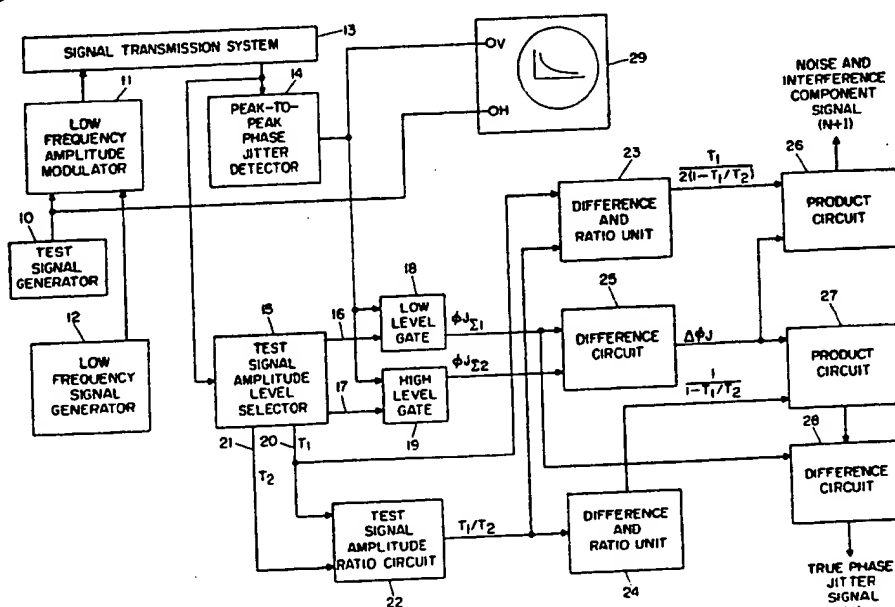 13
SIGNAL TRANSMISSION SYSTEM
11
LOW
FREQUENCY
AMPLITUDE
MODULATOR
14
PEAK-TO-
PEAK
PHASE
JITTER
DETECTOR
V
H
29
NOISE AND
INTERFERENCE
COMPONENT
SIGNAL
(N+I)
10
TEST
SIGNAL
GENERATOR
12
LOW
FREQUENCY SIGNAL
GENERATOR
15
TEST
SIGNAL
AMPLITUDE
LEVEL
SELECTOR
16
17
18
LOW
LEVEL
GATE
ϕJΣ1
HIGH
LEVEL
GATE
19
ϕJΣ2
23
DIFFERENCE
AND
RATIO UNIT
T1
2(1-T1/T2)
26
PRODUCT
CIRCUIT
25
DIFFERENCE
CIRCUIT
ΔϕJ
27
PRODUCT
CIRCUIT
1
1-T1/T2
28
DIFFERENCE
CIRCUIT
21
20
T1
T2
TEST
SIGNAL
AMPLITUDE
RATIO CIRCUIT
22
T1/T2
DIFFERENCE
AND
RATIO UNIT
24
TRUE PHASE
JITTER
SIGNAL